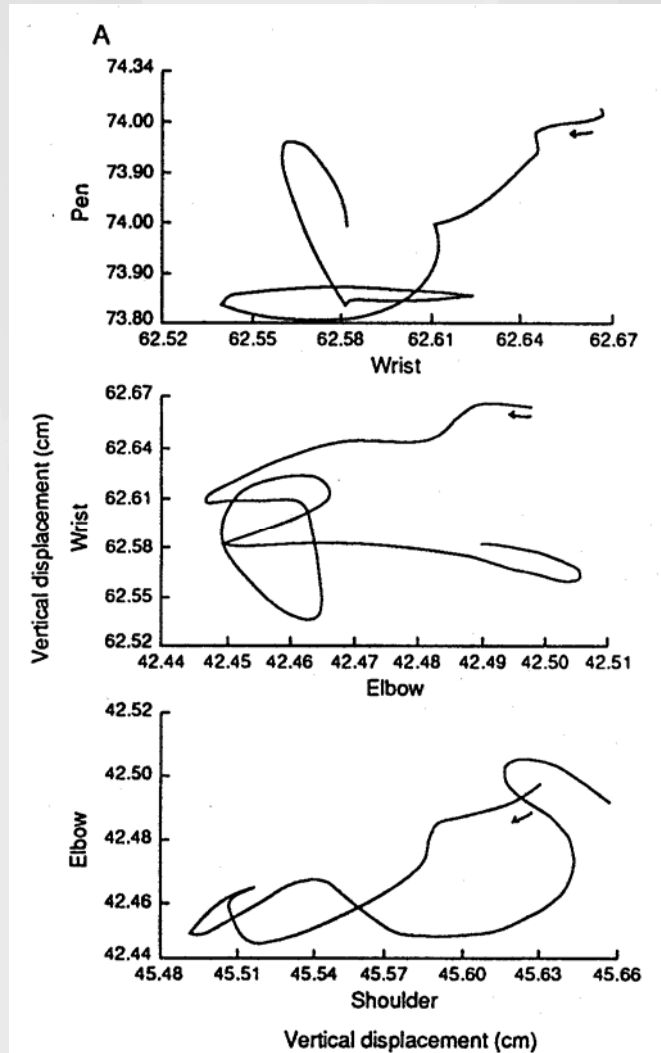 A
Pen
74.34
74.00
73.90
74.00
73.90
73.80
62.52 62.55 62.58 62.61 62.64 62.67
Wrist
Vertical displacement (cm)
Wrist
62.67
62.64
62.61
62.58
62.55
62.52
42.44 42.45 42.46 42.47 42.48 42.49 42.50 42.51
Elbow
Elbow
42.52
42.50
42.48
42.46
42.44
45.48 45.51 45.54 45.57 45.60 45.63 45.66
Shoulder
Vertical displacement (cm)